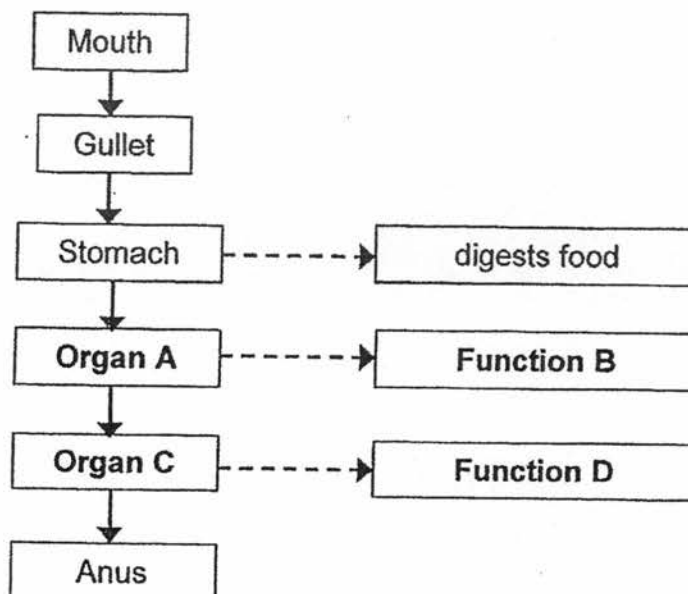 Mouth
Gullet
Stomach
digests food
Organ A
Function B
Organ C
Function D
Anus